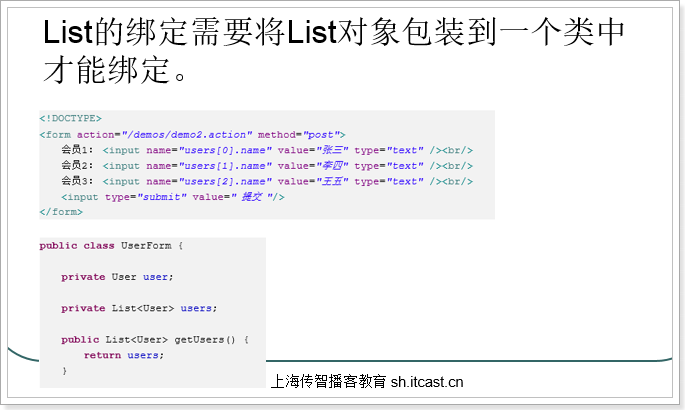 List的绑定需要将List对象包装到一个类中
才能绑定。
<!DOCTYPE>
<form action="/demos/demo2.action" method="post">
会员1: <input name="users[0].name" value="张三" type="text" /><br/>
会员2: <input name="users[1].name" value="李四" type="text" /><br/>
会员3: <input name="users[2].name" value="王五" type="text" /><br/>
<input type="submit" value=" 提交 "/>
</form>
public class UserForm {
private User user;
private List<User> users;
public List<User> getUsers() {
return users;
}
上海传智播客教育 sh.itcast.cn